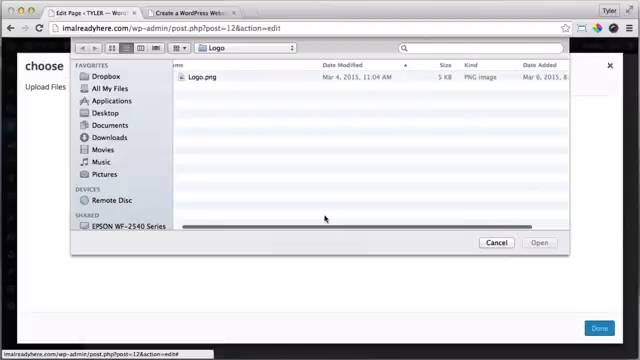 Edit Page ‹ TYLER — Word
Create a WordPress Websi
Tyler
imalreadyhere.com/wp-admin/post.php?post=12&action=edit
choose
Upload Files
Logo
FAVORITES
Dropbox
All My Files
Applications
Desktop
Documents
Downloads
Movies
Music
Pictures
DEVICES
Remote Disc
SHARED
EPSON WF-2540 Series
me
Date Modified
Size
Kind
Date Added
Logo.png
Mar 4, 2015, 11:04 AM
5 KB
PNG image
Mar 6, 2015, 8:
Cancel
Open
Done
imalreadyhere.com/wp-admin/post.php?post=12&action=edit#